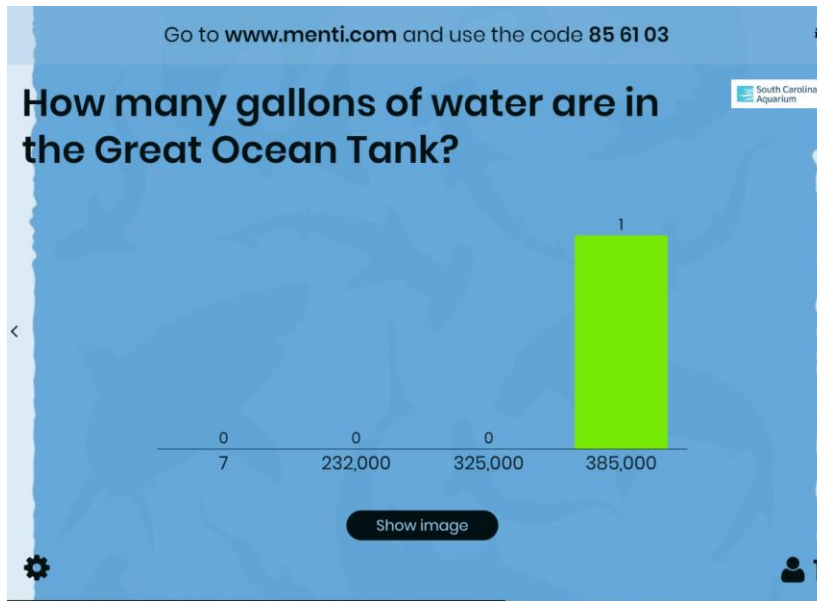 Go to www.menti.com and use the code 85 61 03
South Carolina
Aquarium
How many gallons of water are in
the Great Ocean Tank?
1
0 0 0
7 232,000 325,000 385,000
Show image